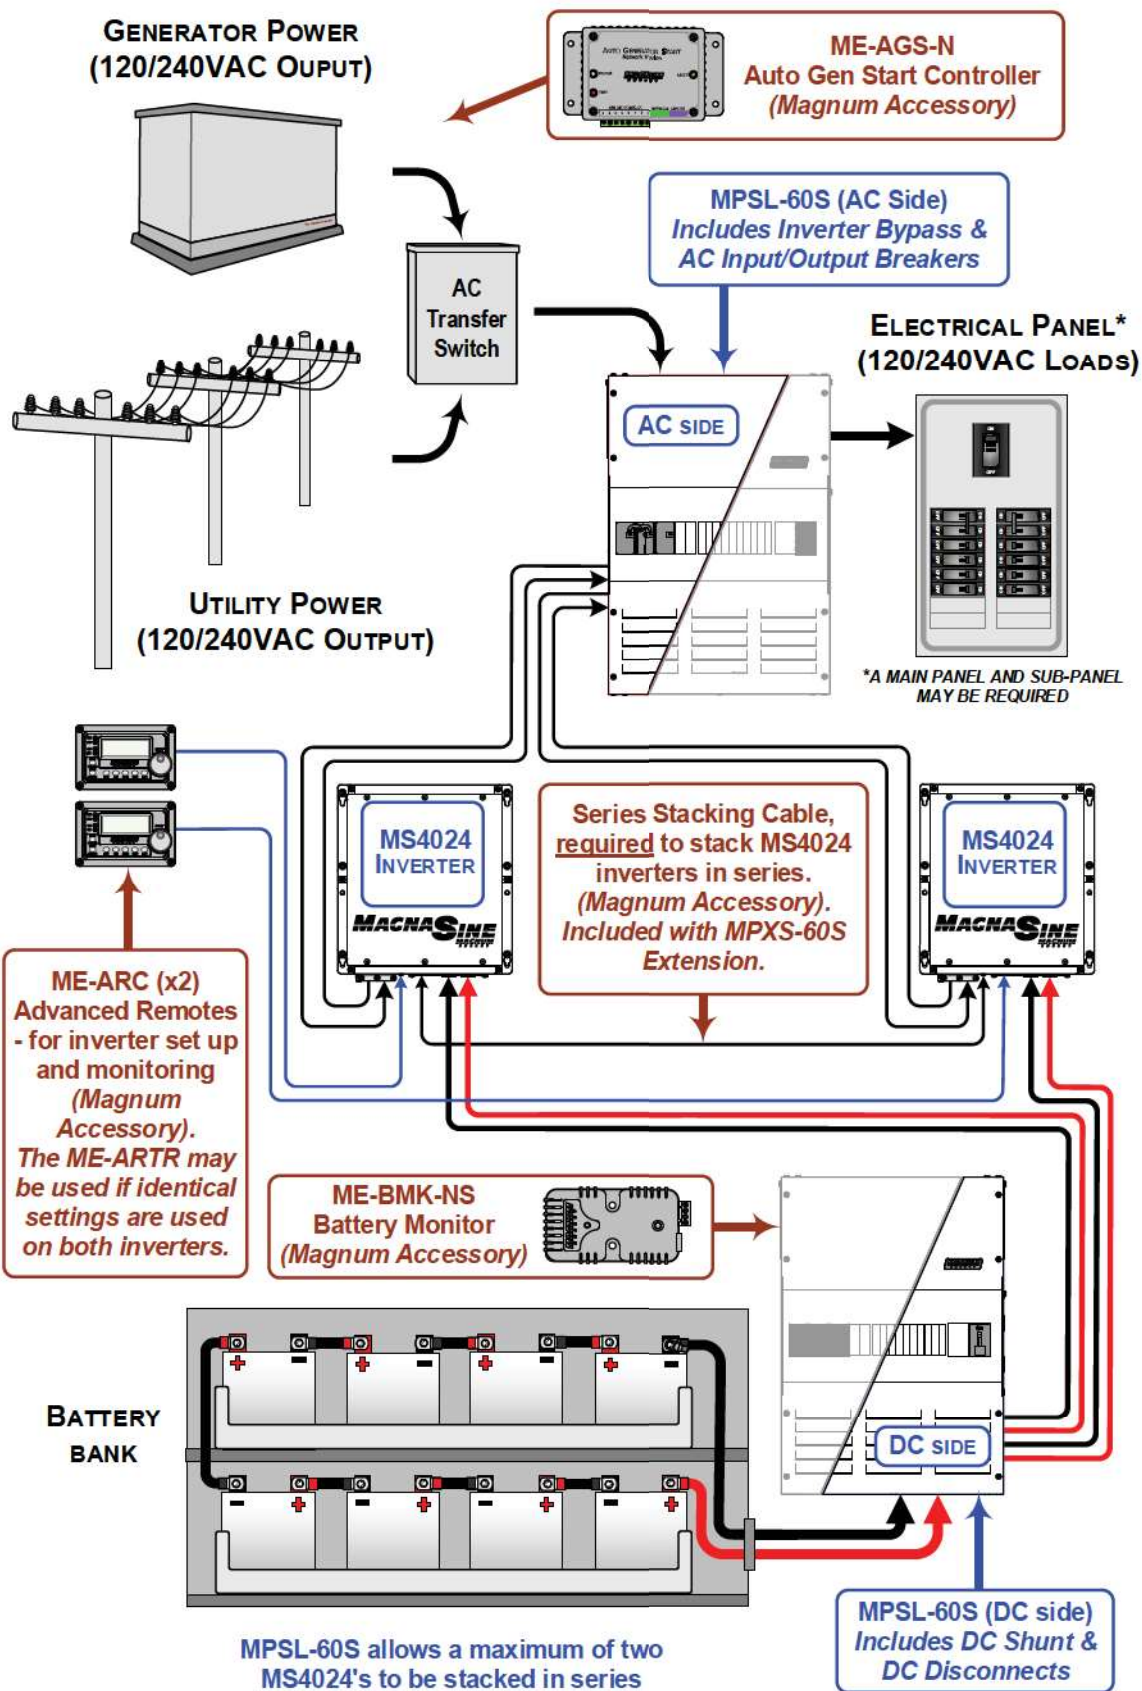 GENERATOR POWER
(120/240VAC OUPUT)
AUTO GENERATOR START
ME-AGS-N
Auto Gen Start Controller
(Magnum Accessory)
MPSL-60S (AC Side)
Includes Inverter Bypass &
AC Input/Output Breakers
AC
Transfer
Switch
ELECTRICAL PANEL*
(120/240VAC LOADS)
AC SIDE
ON
OFF
UTILITY POWER
(120/240VAC OUTPUT)
*A MAIN PANEL AND SUB-PANEL
MAY BE REQUIRED
MS4024
INVERTER
MAGNASINE
Series Stacking Cable,
required to stack MS4024
inverters in series.
(Magnum Accessory).
Included with MPXS-60S
Extension.
MS4024
INVERTER
MAGNASINE
ME-ARC (x2)
Advanced Remotes
- for inverter set up
and monitoring
(Magnum
Accessory).
The ME-ARTR may
be used if identical
settings are used
on both inverters.
ME-BMK-NS
Battery Monitor
(Magnum Accessory)
BATTERY
BANK
+ - + - + - + -
- + - + - + - +
DC SIDE
MPSL-60S allows a maximum of two
MS4024's to be stacked in series
MPSL-60S (DC side)
Includes DC Shunt &
DC Disconnects